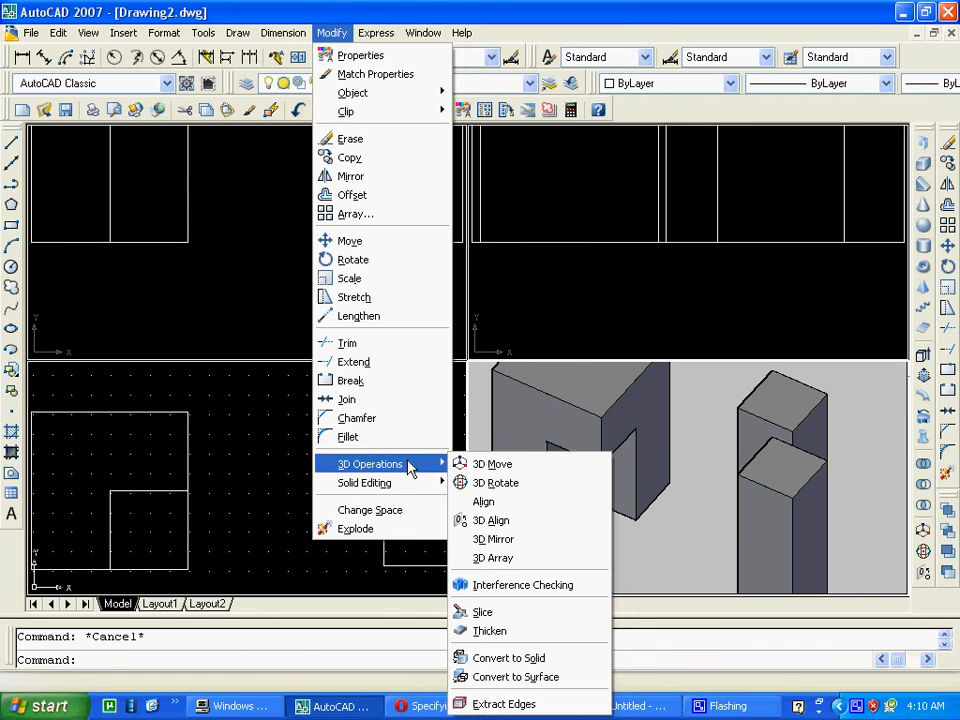 AutoCAD 2007 - [Drawing2.dwg]
File Edit View Insert Format Tools Draw Dimension Modify Express Window Help
Standard Standard Standard
AutoCAD Classic ByLayer ByLayer
Properties
Match Properties
Object
Clip
Erase
Copy
Mirror
Offset
Array...
Move
Rotate
Scale
Stretch
Lengthen
Trim
Extend
Break
Join
Chamfer
Fillet
3D Operations
Solid Editing
Change Space
Explode
3D Move
3D Rotate
Align
3D Align
3D Mirror
3D Array
Interference Checking
Slice
Thicken
Convert to Solid
Convert to Surface
Extract Edges
Y
X
Y
X
Y
X
Model Layout1 Layout2
Command: *Cancel*
Command:
start Windows ... AutoCAD ... Specifyin Untitled - ... Flashing 4:10 AM